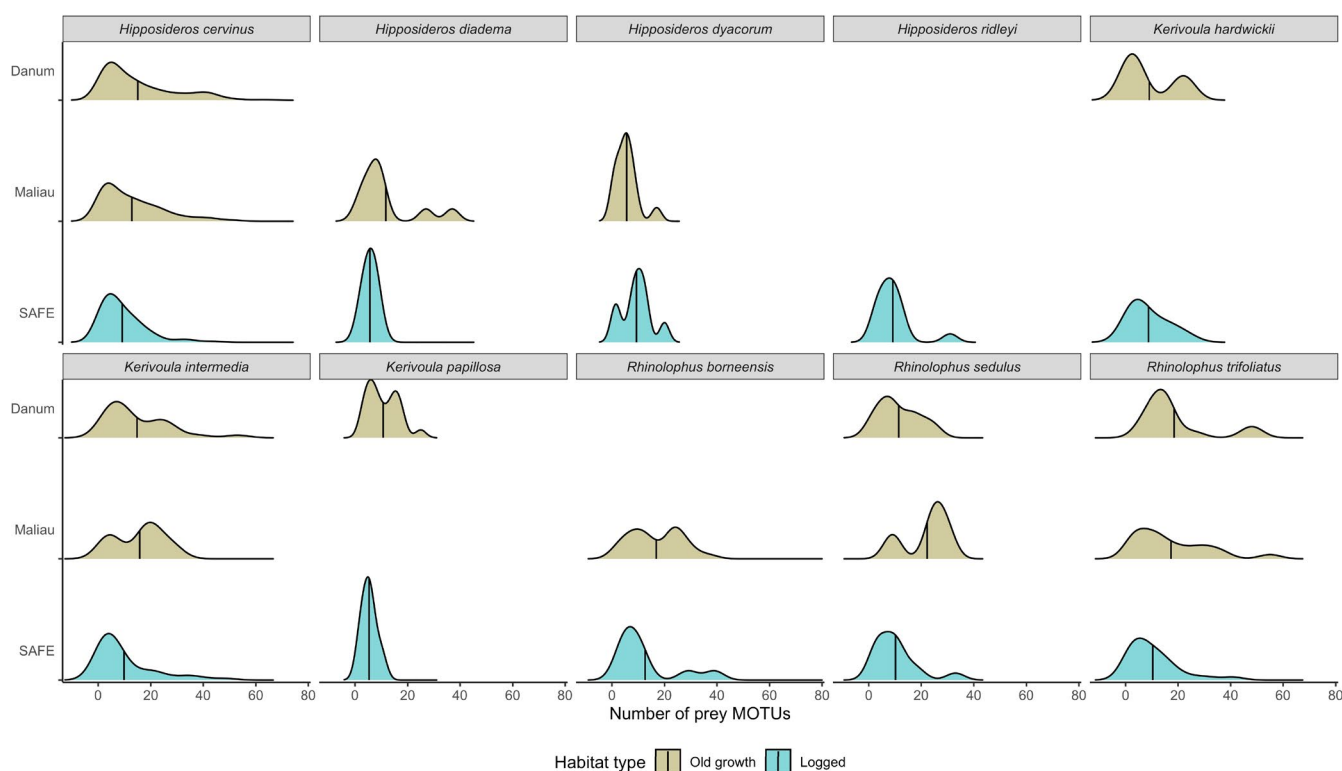 Hipposideros cervinus Hipposideros diadema Hipposideros dyacorum Hipposideros ridleyi Kerivoula hardwickii
Danum
Maliau
SAFE
Kerivoula intermedia Kerivoula papillosa Rhinolophus borneensis Rhinolophus sedulus Rhinolophus trifoliatus
Danum
Maliau
SAFE
0 20 40 60 80 0 20 40 60 80 0 20 40 60 80 0 20 40 60 80 0 20 40 60 80
Number of prey MOTUs
Habitat type Old growth Logged